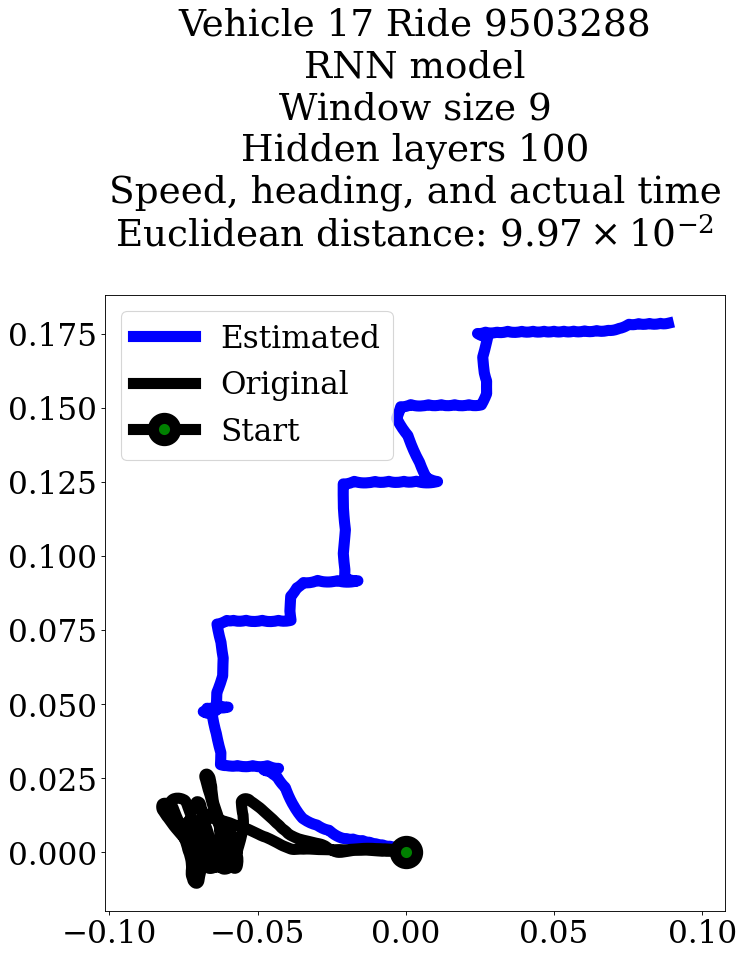 Vehicle 17 Ride 9503288
RNN model
Window size 9
Hidden layers 100
Speed, heading, and actual time
Euclidean distance: 9.97 × 10⁻²
Estimated
Original
Start
0.175
0.150
0.125
0.100
0.075
0.050
0.025
0.000
−0.10 −0.05 0.00 0.05 0.10